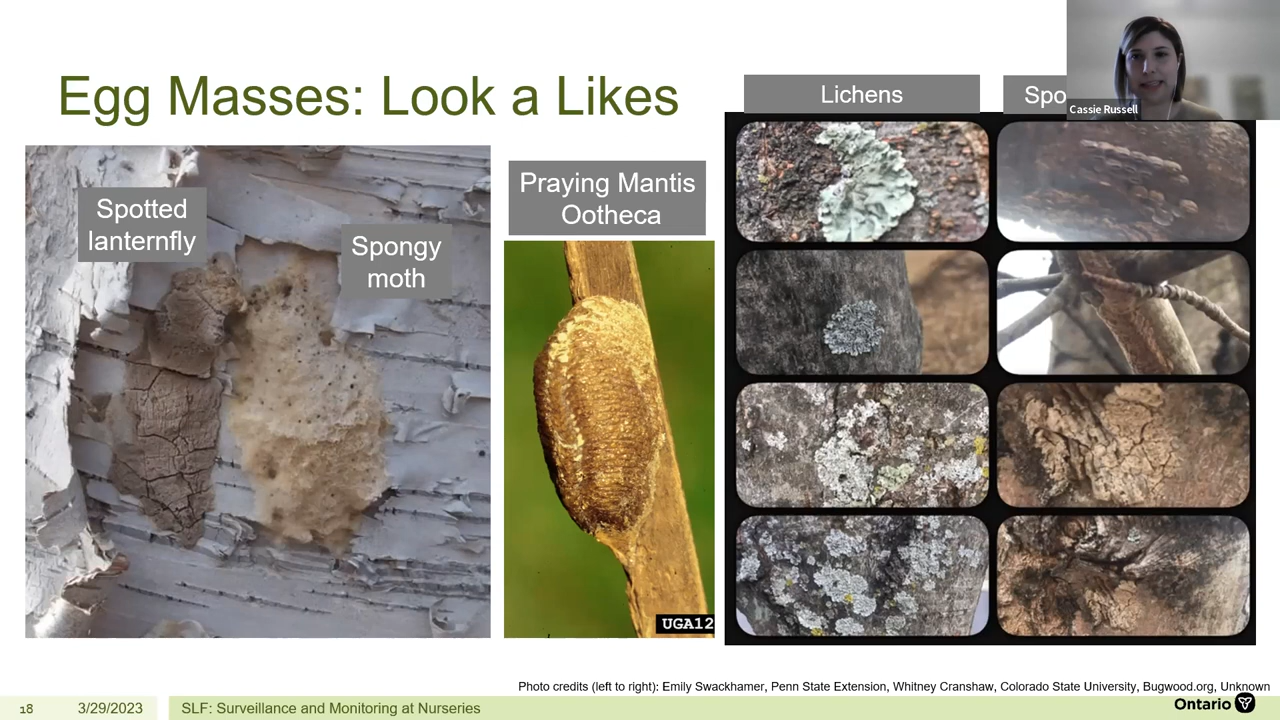 Egg Masses: Look a Likes
Spotted
lanternfly
Spongy
moth
Praying Mantis
Ootheca
UGA12
Lichens
Cassie Russell
Photo credits (left to right): Emily Swackhamer, Penn State Extension, Whitney Cranshaw, Colorado State University, Bugwood.org, Unknown
18
3/29/2023
SLF: Surveillance and Monitoring at Nurseries
Ontario